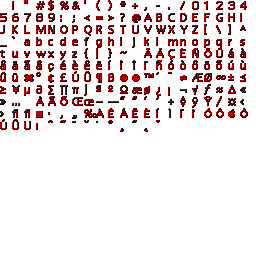 ! " # $ % & ' ( ) * + , - . / 0 1 2 3 4
5 6 7 8 9 : ; < = > ? @ A B C D E F G H I
J K L M N O P Q R S T U V W X Y Z [ \ ] ^
_ ` a b c d e f g h i j k l m n o p q r s
t u v w x y z { | } ~ Ä Å Ç É Ñ Ö Ü á à
â ä ã å ç é è ê ë í ì î ï ñ ó ò ô ö õ ú ù
û ü ° ¢ £ ¶ ß ® © ™ ´ ¨ ≠ Æ Ø ∞ ± ≤
≥ ¥ µ ∂ ∑ ∏ π ∫ ª º Ω æ ø ¿ ¡ ¬ √ ƒ ≈ ∆ «
» … À Ã Õ Œ œ – — “ ” ‘ ’ ÷ ÿ Ÿ ⁄ ¤ ‹
› fi fl · ‚ „ ‰ Â Ê Á Ë È Í Î Ï Ì Ó Ô Ò
Ú Û Ù ı